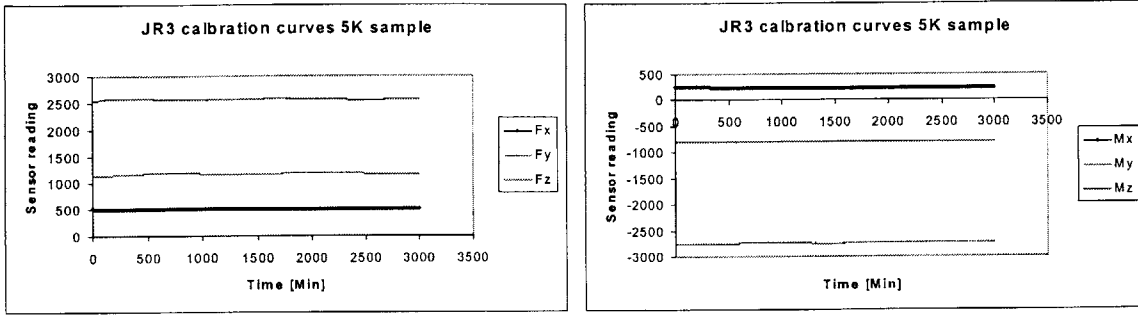 JR3 calbration curves 5K sample
Sensor reading
3000
2500
2000
1500
1000
500
0
0 500 1000 1500 2000 2500 3000 3500
Time [Min]
Fx
Fy
Fz
JR3 calbration curves 5K sample
Sensor reading
500
0
-500
-1000
-1500
-2000
-2500
-3000
0 500 1000 1500 2000 2500 3000 3500
Time [Min]
Mx
My
Mz